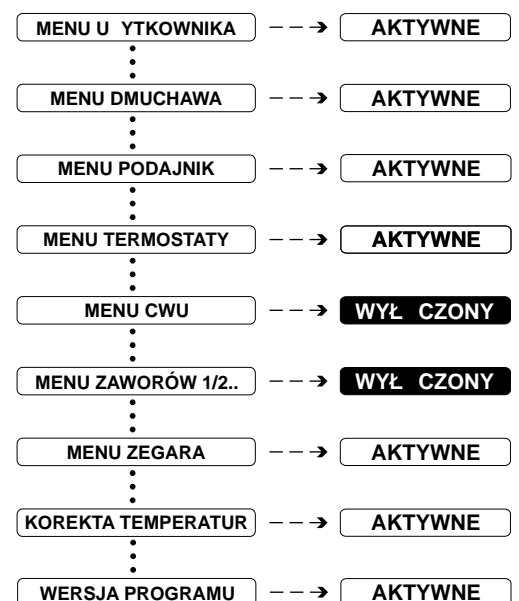 MENU U YTKOWNIKA AKTYWNE
MENU DMUCHAWA AKTYWNE
MENU PODAJNIK AKTYWNE
MENU TERMOSTATY AKTYWNE
MENU CWU WYŁ CZONY
MENU ZAWORÓW 1/2.. WYŁ CZONY
MENU ZEGARA AKTYWNE
KOREKTA TEMPERATUR AKTYWNE
WERSJA PROGRAMU AKTYWNE